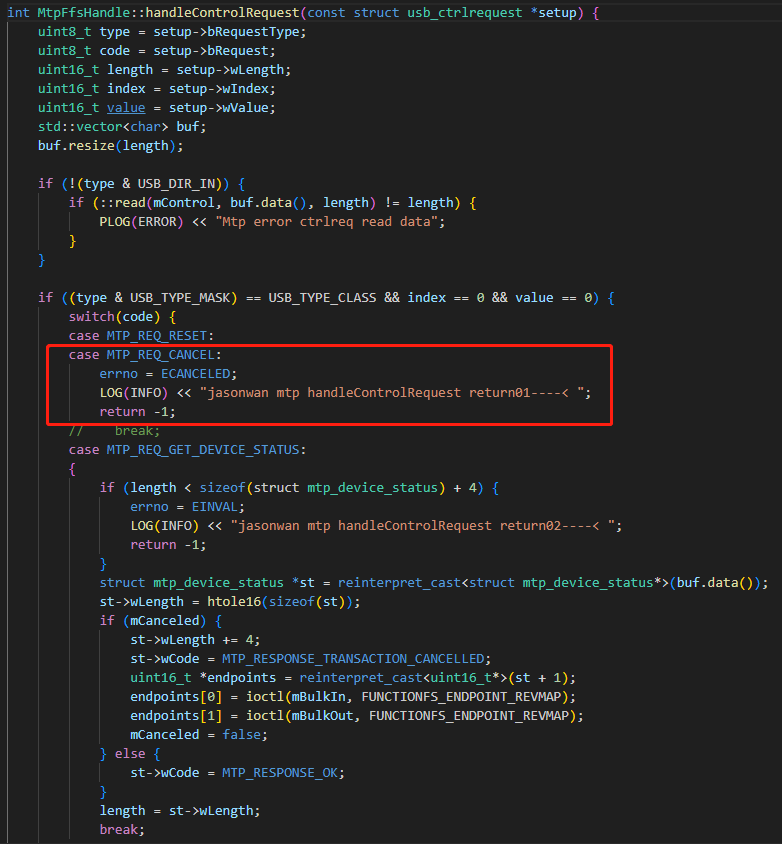 int MtpFfsHandle::handleControlRequest(const struct usb_ctrlrequest *setup) {
    uint8_t type = setup->bRequestType;
    uint8_t code = setup->bRequest;
    uint16_t length = setup->wLength;
    uint16_t index = setup->wIndex;
    uint16_t value = setup->wValue;
    std::vector<char> buf;
    buf.resize(length);

    if (!(type & USB_DIR_IN)) {
        if (::read(mControl, buf.data(), length) != length) {
            PLOG(ERROR) << "Mtp error ctrlreq read data";
        }
    }

    if ((type & USB_TYPE_MASK) == USB_TYPE_CLASS && index == 0 && value == 0) {
        switch(code) {
        case MTP_REQ_RESET:
        case MTP_REQ_CANCEL:
            errno = ECANCELED;
            LOG(INFO) << "jasonwan mtp handleControlRequest return01----< ";
            return -1;
        //    break;
        case MTP_REQ_GET_DEVICE_STATUS:
        {
            if (length < sizeof(struct mtp_device_status) + 4) {
                errno = EINVAL;
                LOG(INFO) << "jasonwan mtp handleControlRequest return02----< ";
                return -1;
            }
            struct mtp_device_status *st = reinterpret_cast<struct mtp_device_status*>(buf.data());
            st->wLength = htole16(sizeof(st));
            if (mCanceled) {
                st->wLength += 4;
                st->wCode = MTP_RESPONSE_TRANSACTION_CANCELLED;
                uint16_t *endpoints = reinterpret_cast<uint16_t*>(st + 1);
                endpoints[0] = ioctl(mBulkIn, FUNCTIONFS_ENDPOINT_REVMAP);
                endpoints[1] = ioctl(mBulkOut, FUNCTIONFS_ENDPOINT_REVMAP);
                mCanceled = false;
            } else {
                st->wCode = MTP_RESPONSE_OK;
            }
            length = st->wLength;
            break;